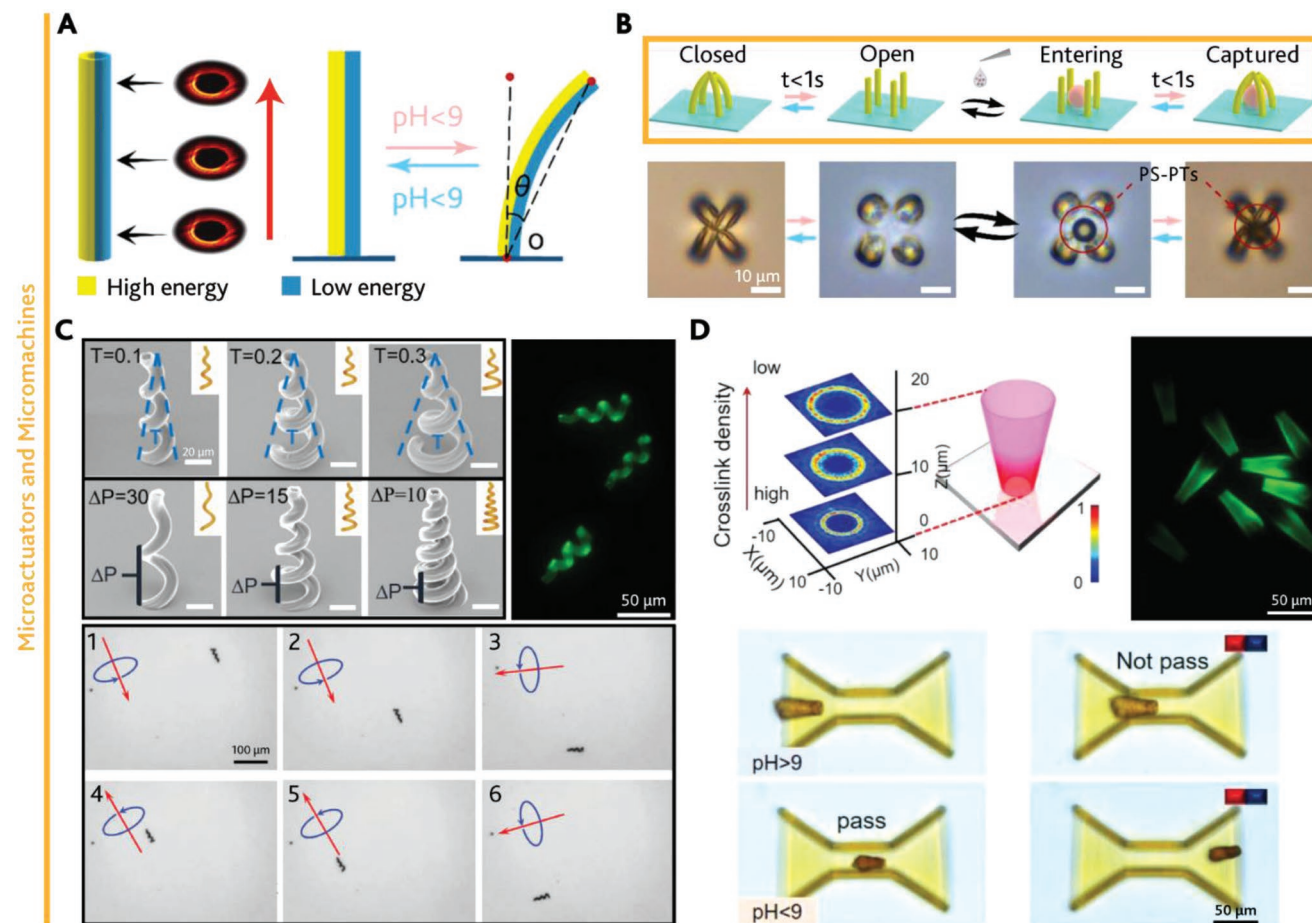 Microactuators and Micromachines
A
pH<9
pH<9
θ
O
High energy
Low energy
B
Closed
Open
Entering
Captured
t<1s
t<1s
PS-PTs
10 μm
C
T=0.1
T=0.2
T=0.3
T
T
T
20 μm
ΔP=30
ΔP=15
ΔP=10
ΔP
ΔP
ΔP
50 μm
1
2
3
100 μm
4
5
6
D
Crosslink density
low
high
20
10
0
Z(μm)
-10
X(μm)
10
-10
Y(μm)
10
1
0
50 μm
Not pass
pH>9
pass
pH<9
50 μm